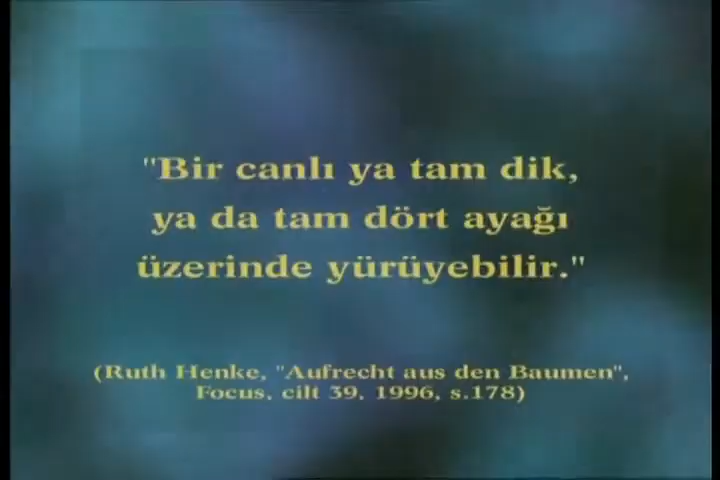 "Bir canlı ya tam dik,
ya da tam dört ayağı
üzerinde yürüyebilir."
(Ruth Henke, "Aufrecht aus den Baumen",
Focus, cilt 39, 1996, s.178)